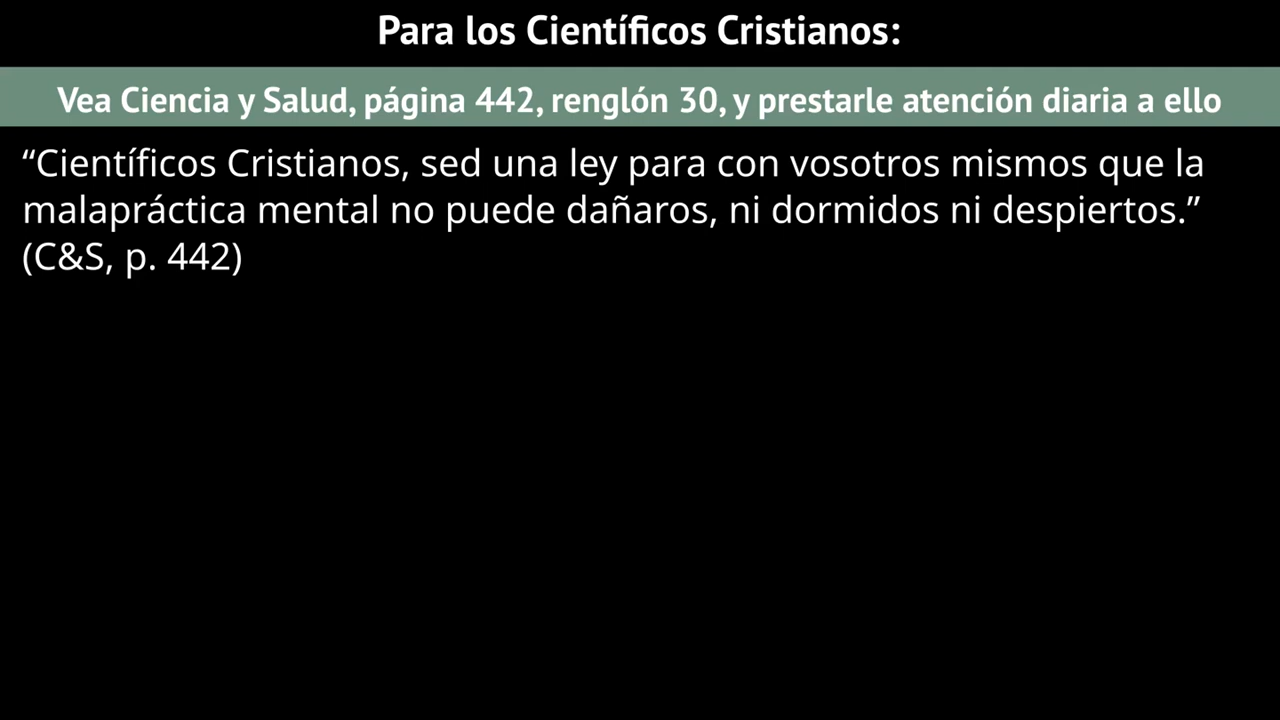 Para los Científicos Cristianos:
Vea Ciencia y Salud, página 442, renglón 30, y prestarle atención diaria a ello
“Científicos Cristianos, sed una ley para con vosotros mismos que la
malapráctica mental no puede dañaros, ni dormidos ni despiertos.”
(C&S, p. 442)